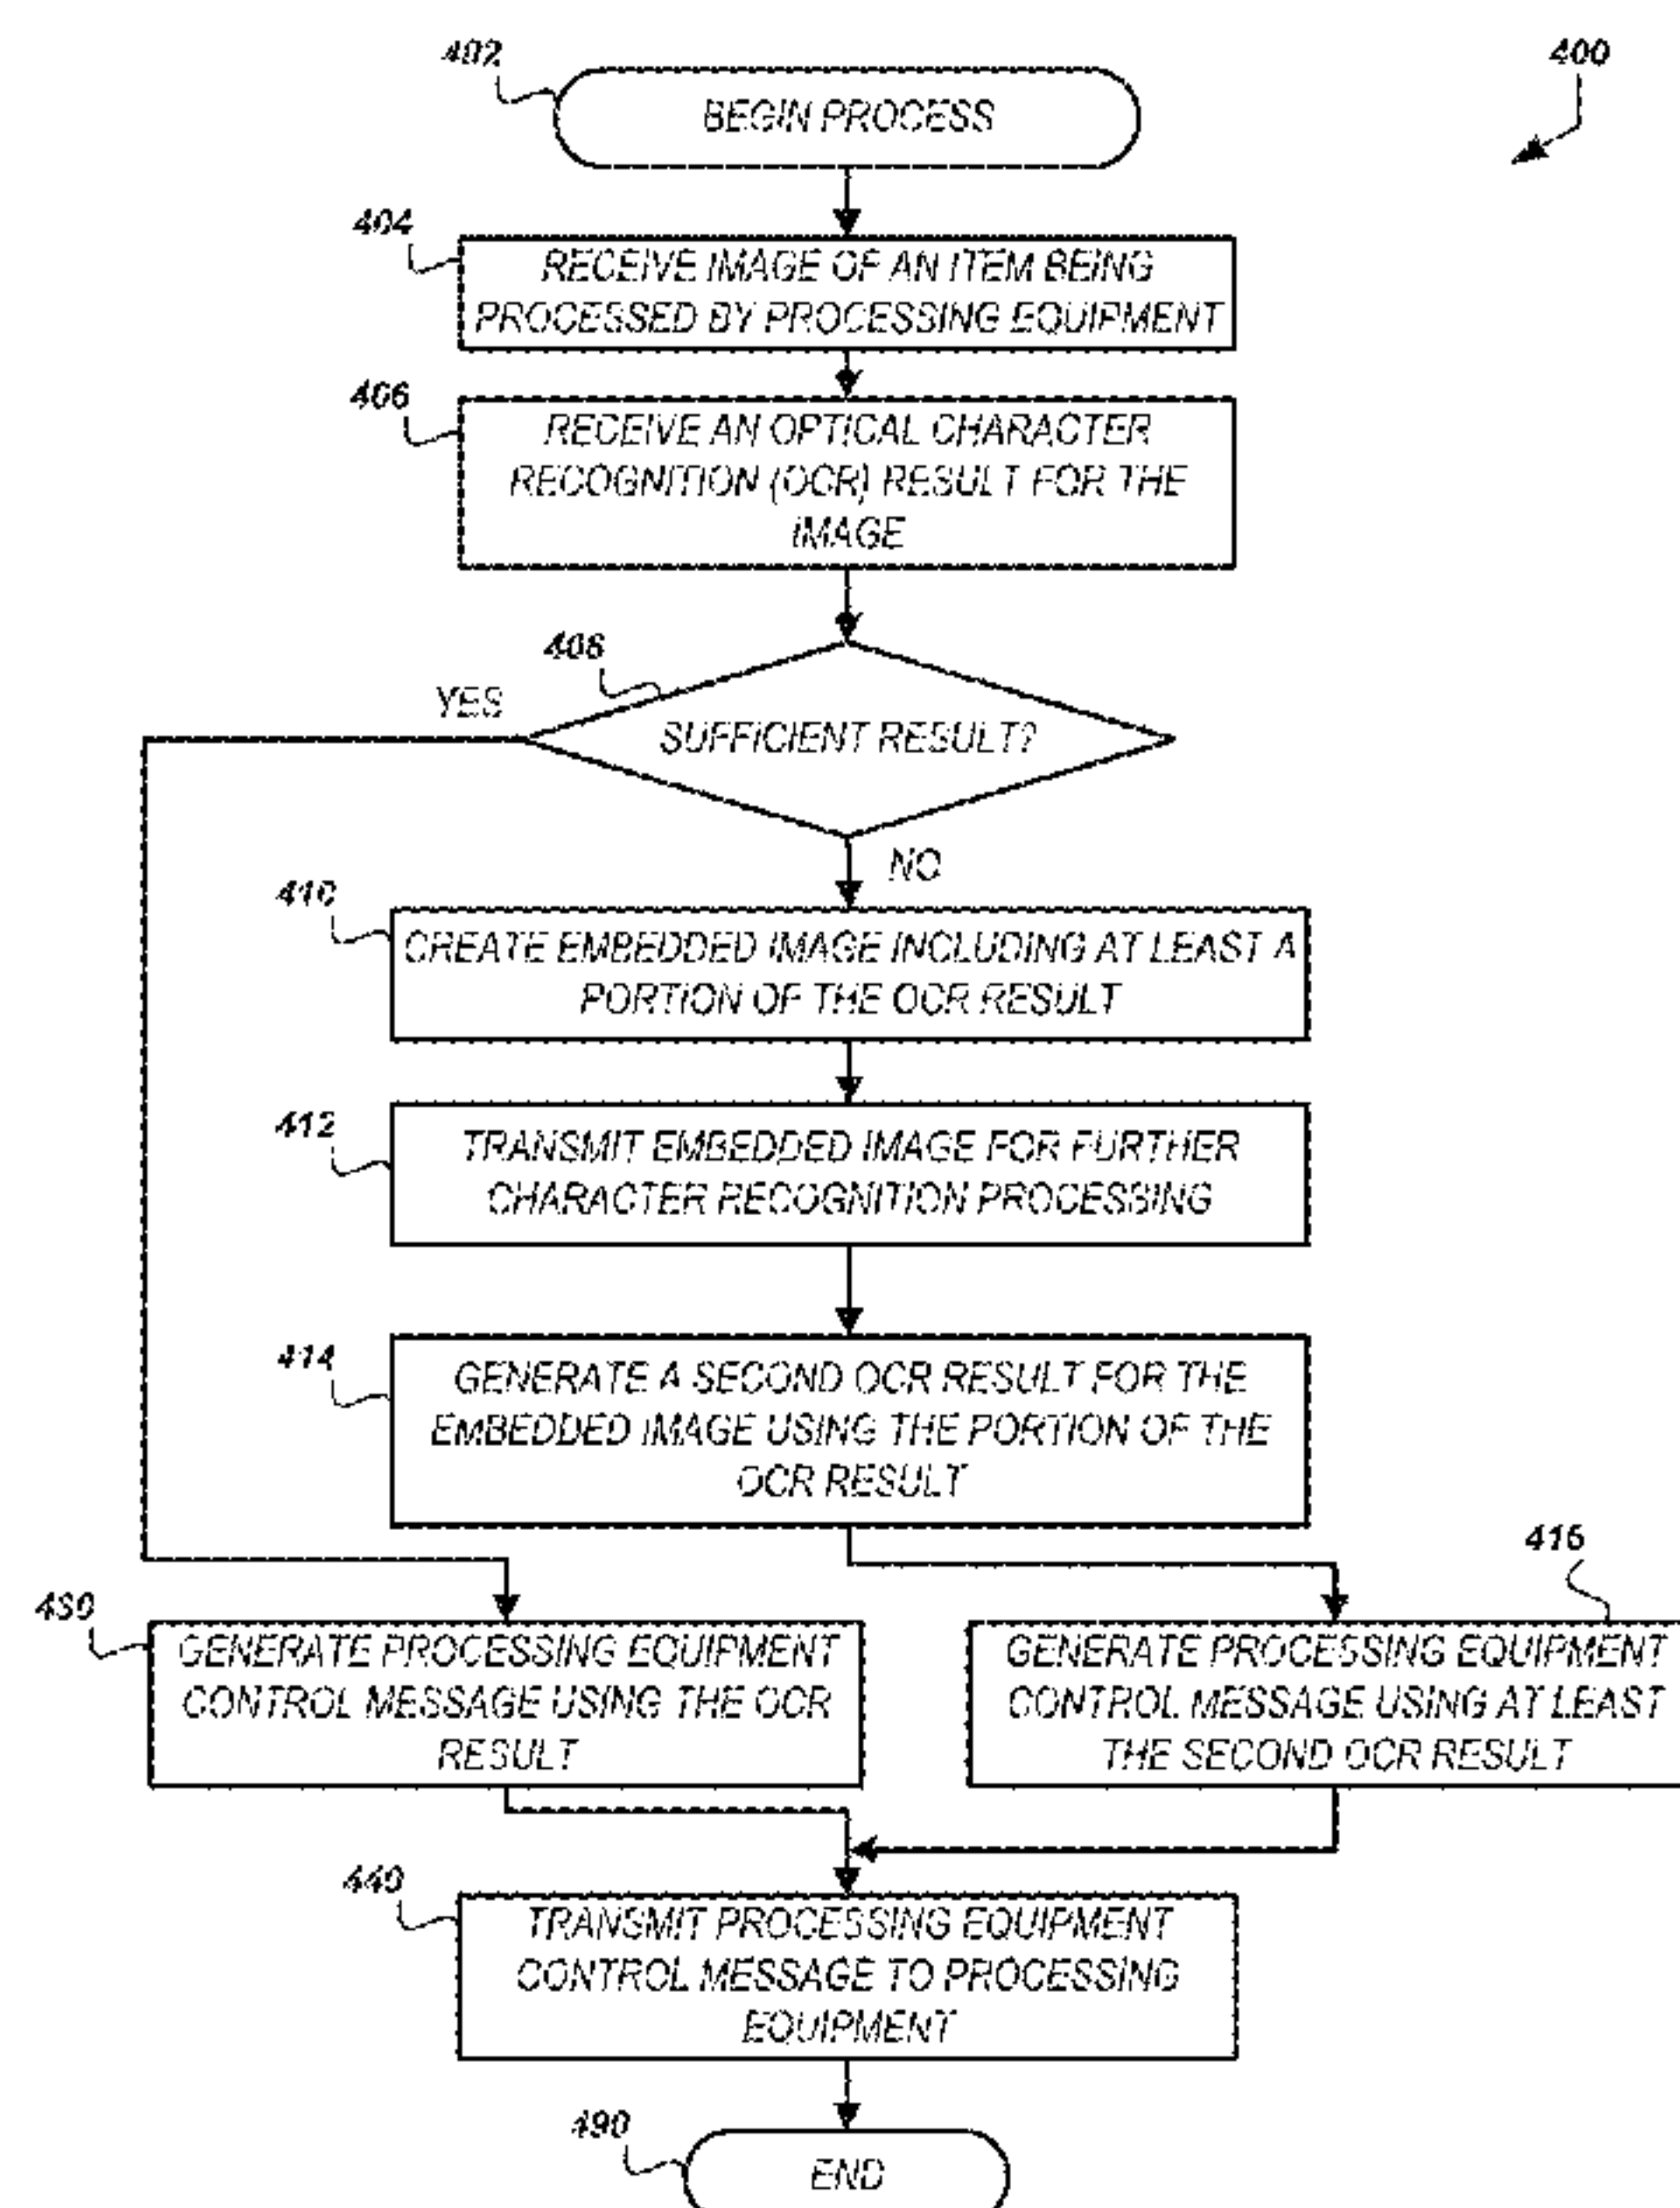 402
400
BEGIN PROCESS
404
RECEIVE IMAGE OF AN ITEM BEING
PROCESSED BY PROCESSING EQUIPMENT
406
RECEIVE AN OPTICAL CHARACTER
RECOGNITION (OCR) RESULT FOR THE
IMAGE
408
YES
SUFFICIENT RESULT?
NO
410
CREATE EMBEDDED IMAGE INCLUDING AT LEAST A
PORTION OF THE OCR RESULT
412
TRANSMIT EMBEDDED IMAGE FOR FURTHER
CHARACTER RECOGNITION PROCESSING
414
GENERATE A SECOND OCR RESULT FOR THE
EMBEDDED IMAGE USING THE PORTION OF THE
OCR RESULT
416
430
GENERATE PROCESSING EQUIPMENT
CONTROL MESSAGE USING THE OCR
RESULT
GENERATE PROCESSING EQUIPMENT
CONTROL MESSAGE USING AT LEAST
THE SECOND OCR RESULT
440
TRANSMIT PROCESSING EQUIPMENT
CONTROL MESSAGE TO PROCESSING
EQUIPMENT
490
END